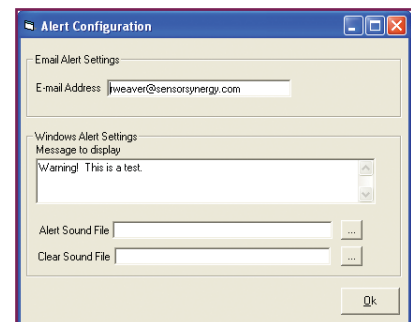 Alert Configuration
Email Alert Settings
E-mail Address jweaver@sensorsynergy.com
Windows Alert Settings
Message to display
Warning! This is a test.
Alert Sound File ...
Clear Sound File ...
Ok